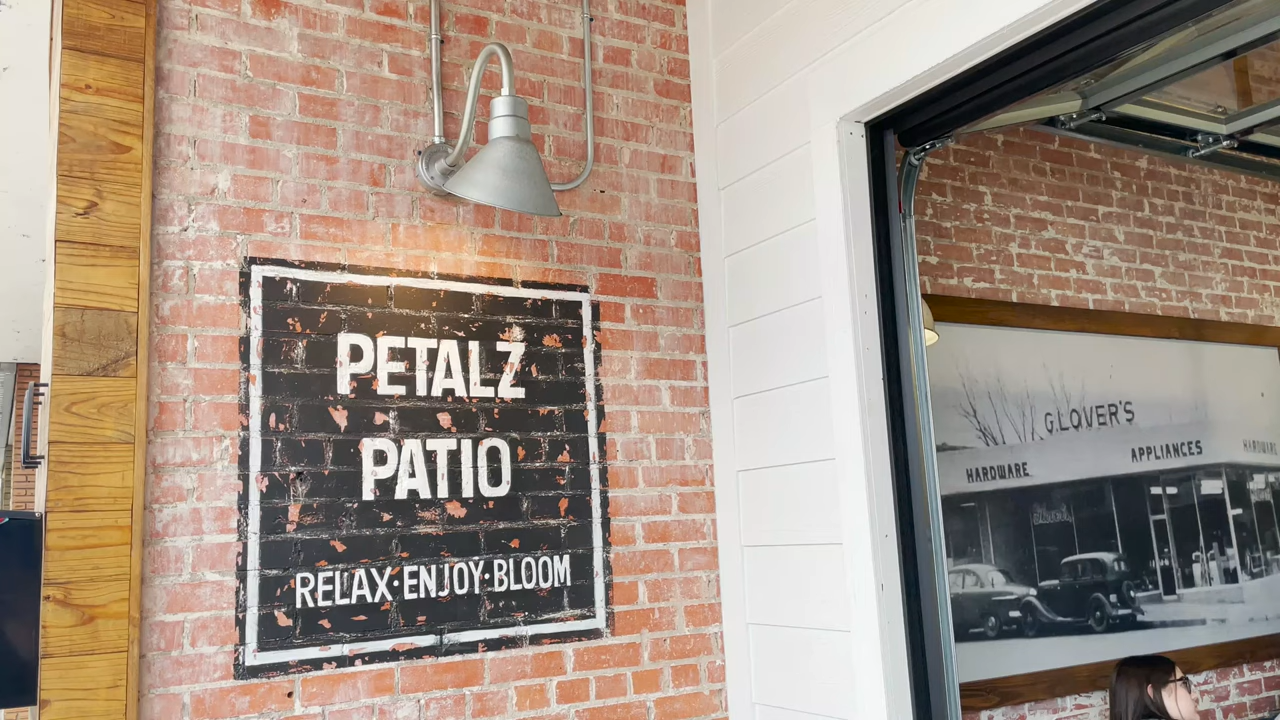 PETALZ
PATIO
RELAX·ENJOY·BLOOM
GLOVER'S
HARDWARE APPLIANCES HARDWARE